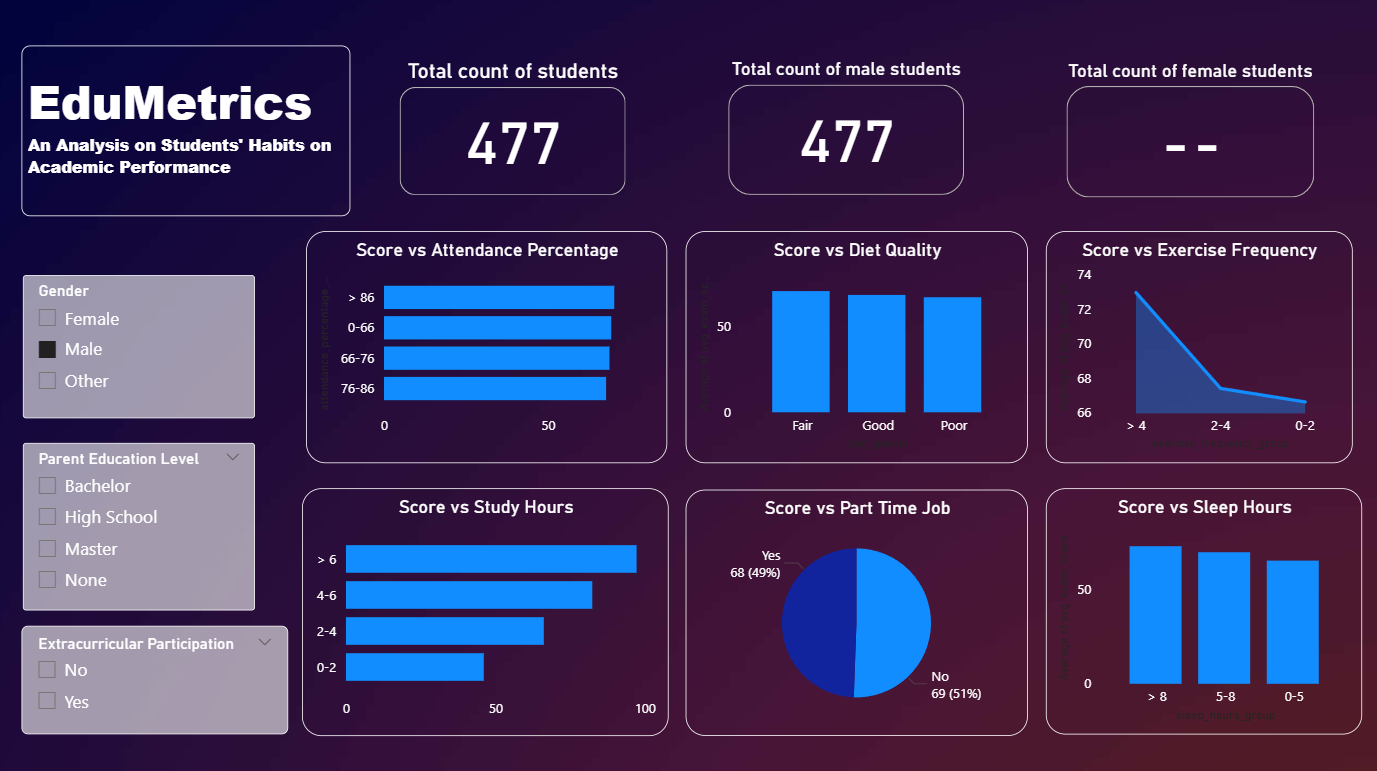 EduMetrics
An Analysis on Students' Habits on
Academic Performance
Total count of students
477
Total count of male students
477
Total count of female students
--
Gender
Female
Male
Other
Parent Education Level
Bachelor
High School
Master
None
Extracurricular Participation
No
Yes
Score vs Attendance Percentage
> 86
0-66
66-76
76-86
0
50
Score vs Diet Quality
50
0
Fair
Good
Poor
Score vs Exercise Frequency
74
72
70
68
66
> 4
2-4
0-2
Score vs Study Hours
> 6
4-6
2-4
0-2
0
50
100
Score vs Part Time Job
Yes
68 (49%)
No
69 (51%)
Score vs Sleep Hours
50
0
> 8
5-8
0-5
sleep_hours_group